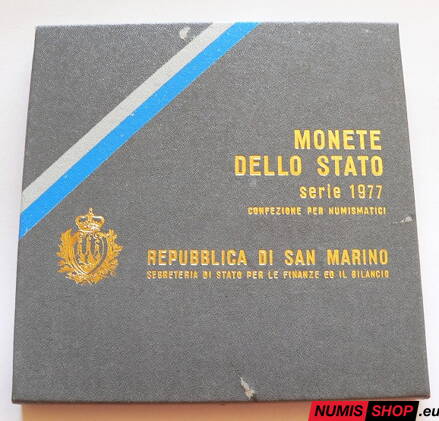 MONETE
DELLO STATO
serie 1977
CONFEZIONE PER NUMISMATICI
REPUBBLICA DI SAN MARINO
SEGRETERIA DI STATO PER LE FINANZE ED IL BILANCIO
NUMIS SHOP.eu